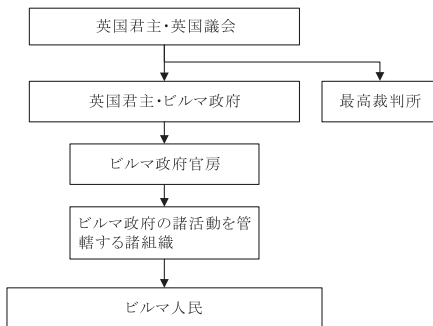 英国君主・英国議会
英国君主・ビルマ政府
最高裁判所
ビルマ政府官房
ビルマ政府の諸活動を管
轄する諸組織
ビルマ人民